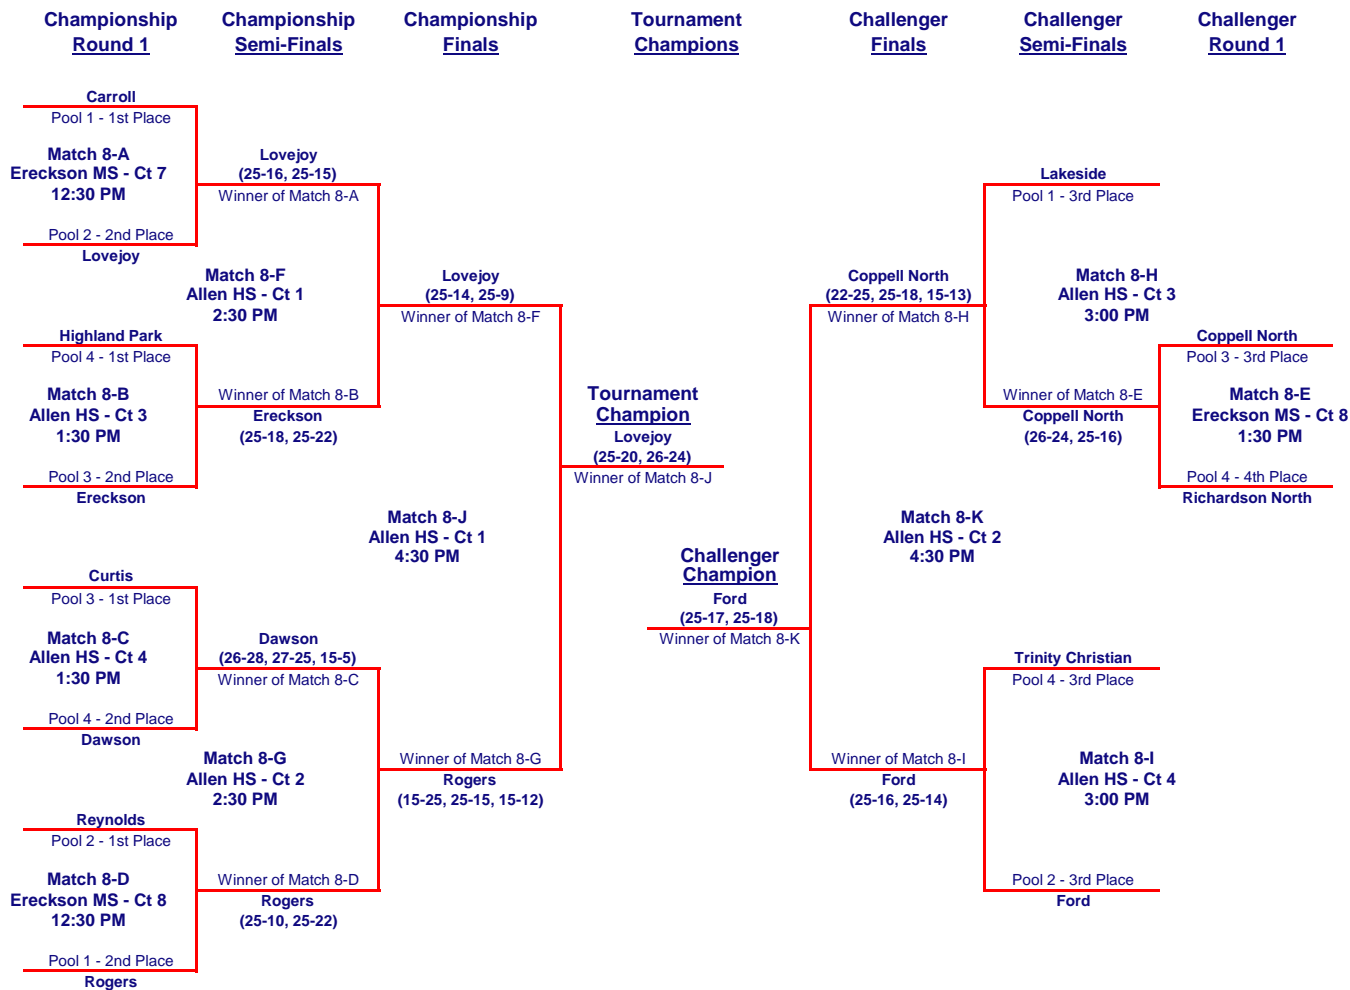 Championship
Round 1
Championship
Semi-Finals
Championship
Finals
Tournament
Champions
Challenger
Finals
Challenger
Semi-Finals
Challenger
Round 1
Carroll
Pool 1 - 1st Place
Match 8-A
Ereckson MS - Ct 7
12:30 PM
Pool 2 - 2nd Place
Lovejoy
Highland Park
Pool 4 - 1st Place
Match 8-B
Allen HS - Ct 3
1:30 PM
Pool 3 - 2nd Place
Ereckson
Curtis
Pool 3 - 1st Place
Match 8-C
Allen HS - Ct 4
1:30 PM
Pool 4 - 2nd Place
Dawson
Reynolds
Pool 2 - 1st Place
Match 8-D
Ereckson MS - Ct 8
12:30 PM
Pool 1 - 2nd Place
Rogers
Lovejoy
(25-16, 25-15)
Winner of Match 8-A
Match 8-F
Allen HS - Ct 1
2:30 PM
Winner of Match 8-B
Ereckson
(25-18, 25-22)
Dawson
(26-28, 27-25, 15-5)
Winner of Match 8-C
Match 8-G
Allen HS - Ct 2
2:30 PM
Winner of Match 8-D
Rogers
(25-10, 25-22)
Lovejoy
(25-14, 25-9)
Winner of Match 8-F
Match 8-J
Allen HS - Ct 1
4:30 PM
Winner of Match 8-G
Rogers
(15-25, 25-15, 15-12)
Tournament
Champion
Lovejoy
(25-20, 26-24)
Winner of Match 8-J
Challenger
Champion
Ford
(25-17, 25-18)
Winner of Match 8-K
Coppell North
(22-25, 25-18, 15-13)
Winner of Match 8-H
Match 8-K
Allen HS - Ct 2
4:30 PM
Winner of Match 8-I
Ford
(25-16, 25-14)
Lakeside
Pool 1 - 3rd Place
Match 8-H
Allen HS - Ct 3
3:00 PM
Winner of Match 8-E
Coppell North
(26-24, 25-16)
Trinity Christian
Pool 4 - 3rd Place
Match 8-I
Allen HS - Ct 4
3:00 PM
Pool 2 - 3rd Place
Ford
Coppell North
Pool 3 - 3rd Place
Match 8-E
Ereckson MS - Ct 8
1:30 PM
Pool 4 - 4th Place
Richardson North